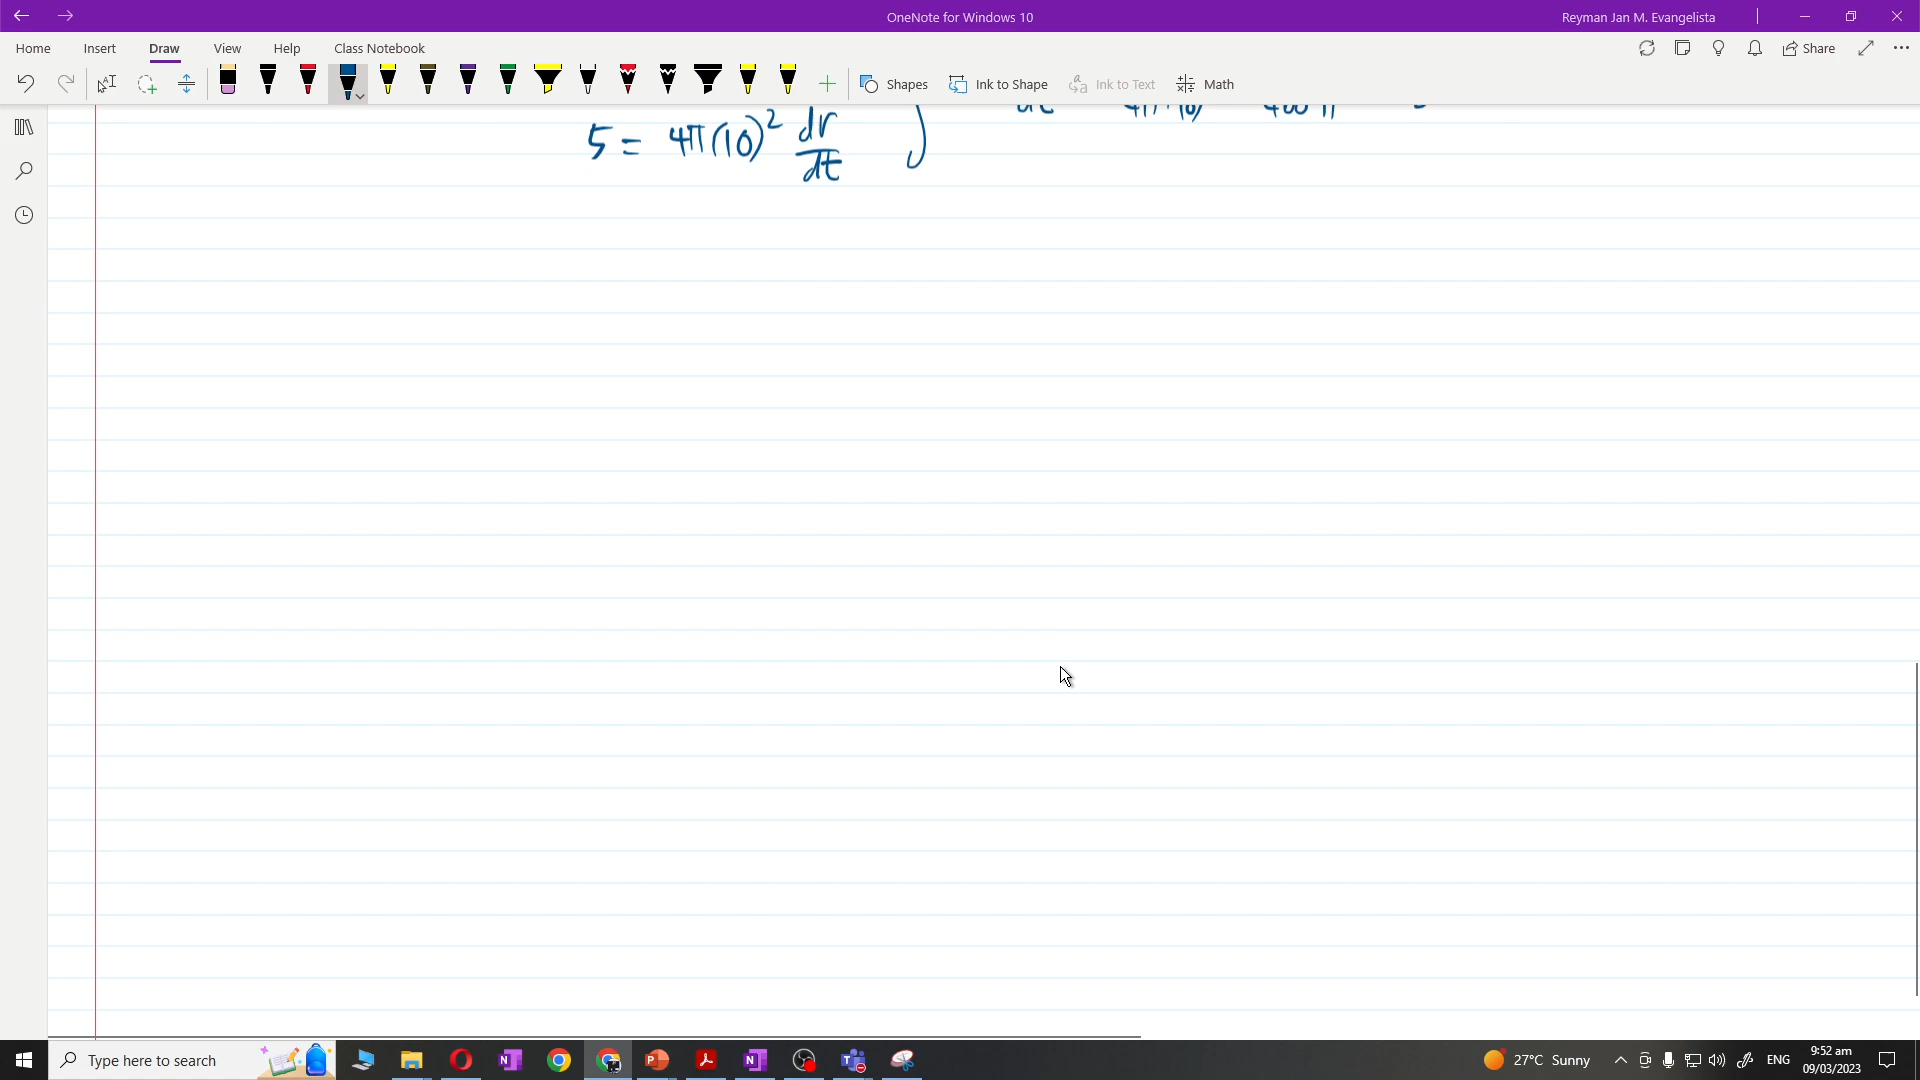 OneNote for Windows 10
Reyman Jan M. Evangelista
Home Insert Draw View Help Class Notebook
Share
Shapes Ink to Shape Ink to Text Math
5 = 4π(10)² dr/dt
Type here to search
27°C Sunny
ENG
9:52 am
09/03/2023